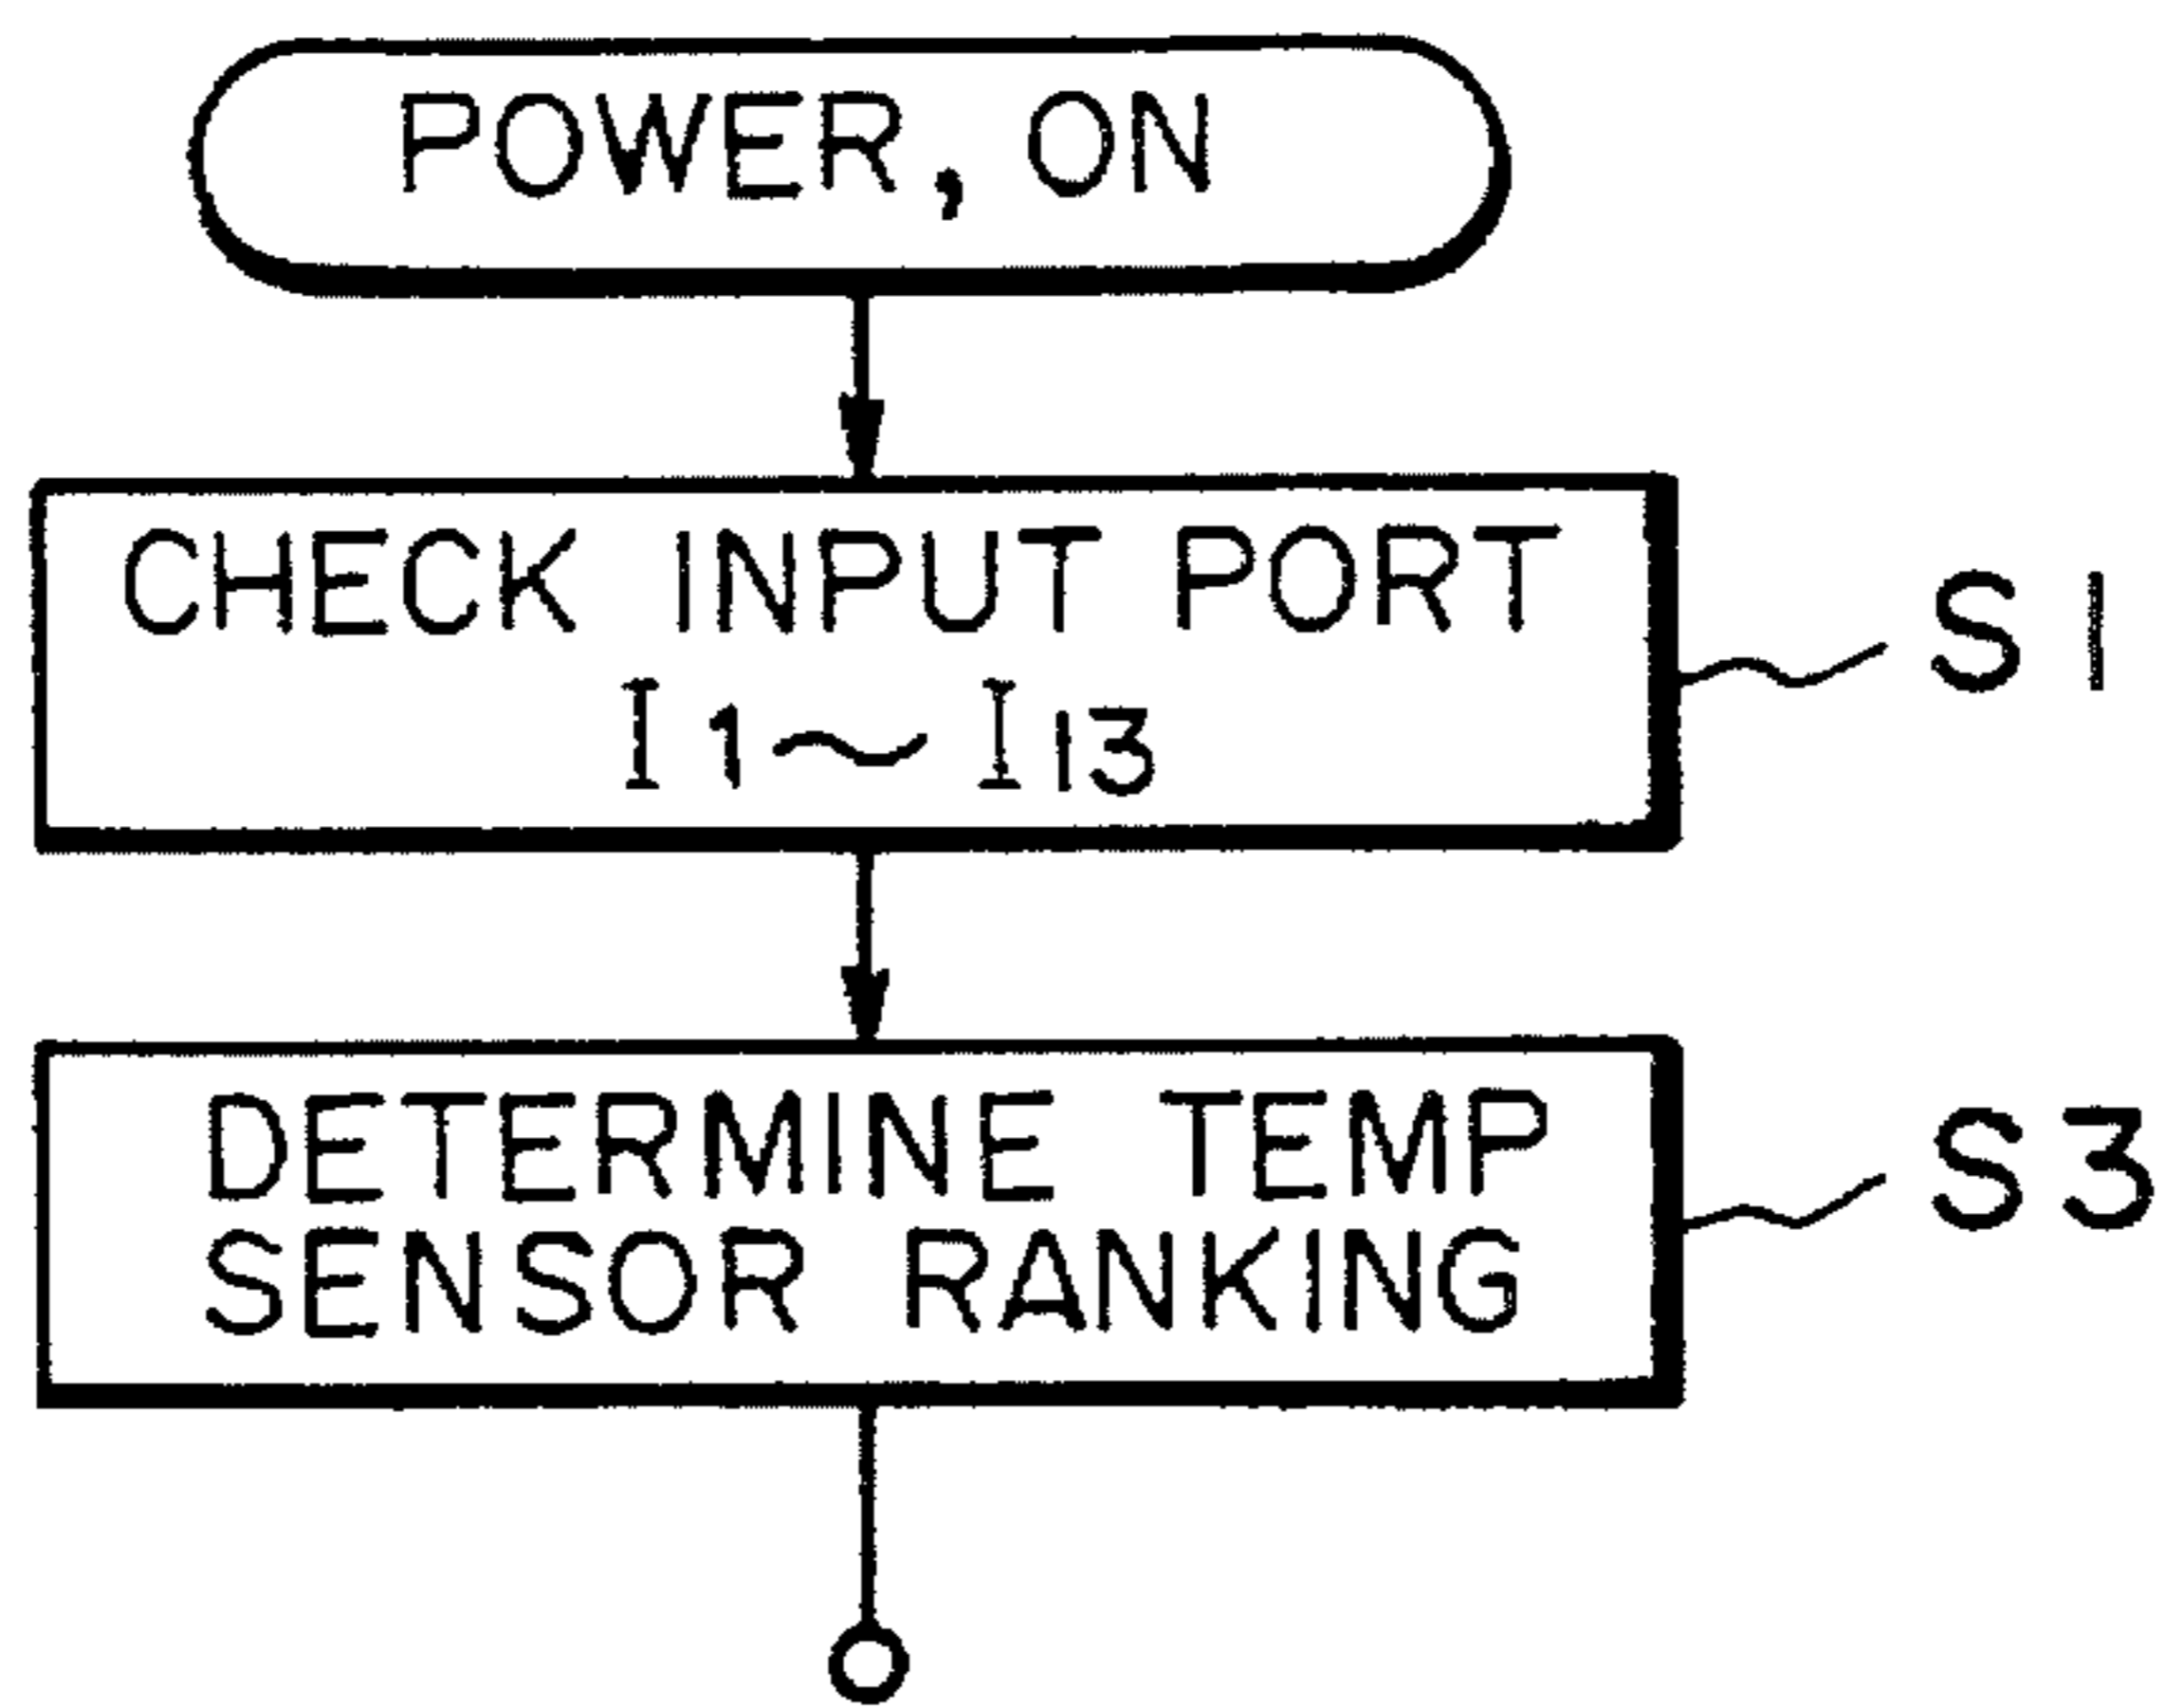 POWER, ON
CHECK INPUT PORT
I1～I13
S1
DETERMINE TEMP
SENSOR RANKING
S3